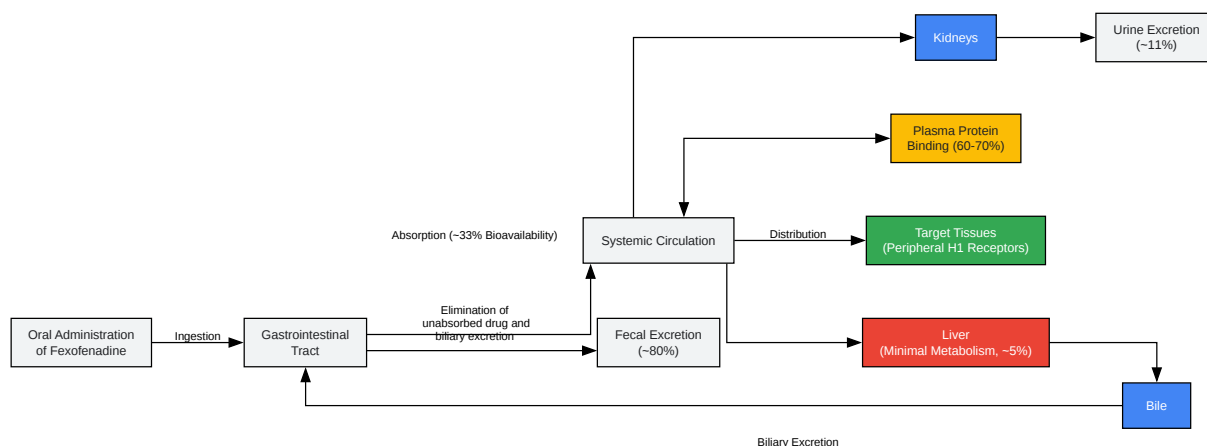 Kidneys
Urine Excretion
(~11%)
Plasma Protein
Binding (60-70%)
Absorption (~33% Bioavailability)
Systemic Circulation
Distribution
Target Tissues
(Peripheral H1 Receptors)
Oral Administration
of Fexofenadine
Ingestion
Gastrointestinal
Tract
Elimination of
unabsorbed drug and
biliary excretion
Fecal Excretion
(~80%)
Liver
(Minimal Metabolism, ~5%)
Bile
Biliary Excretion